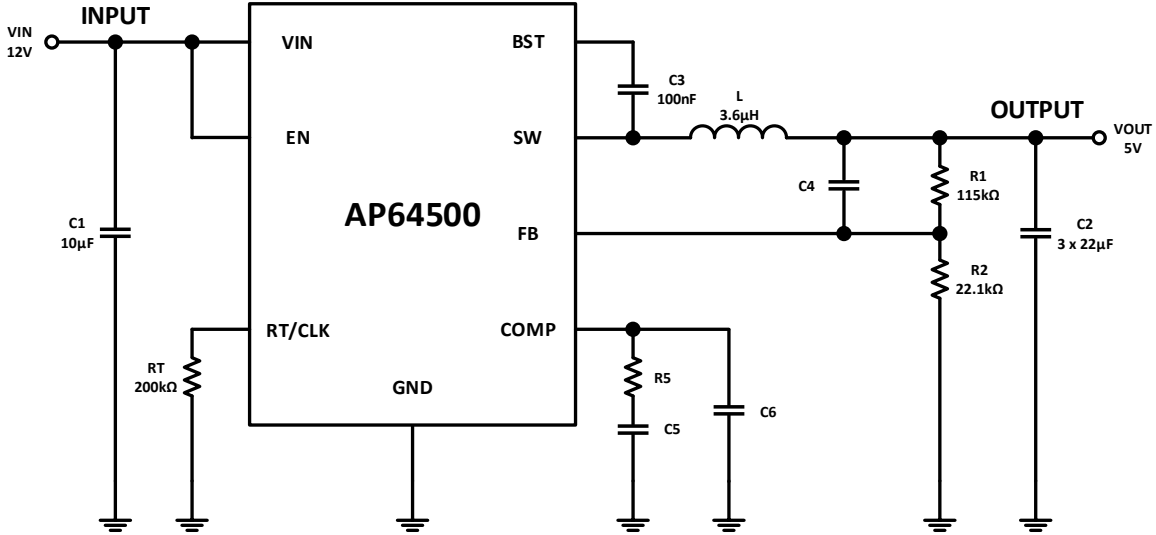 INPUT
VIN
12V
VIN
BST
C3
100nF
L
3.6µH
OUTPUT
VOUT
5V
EN
SW
C4
R1
115kΩ
AP64500
C1
10µF
FB
C2
3 x 22µF
R2
22.1kΩ
RT/CLK
COMP
RT
200kΩ
GND
R5
C5
C6